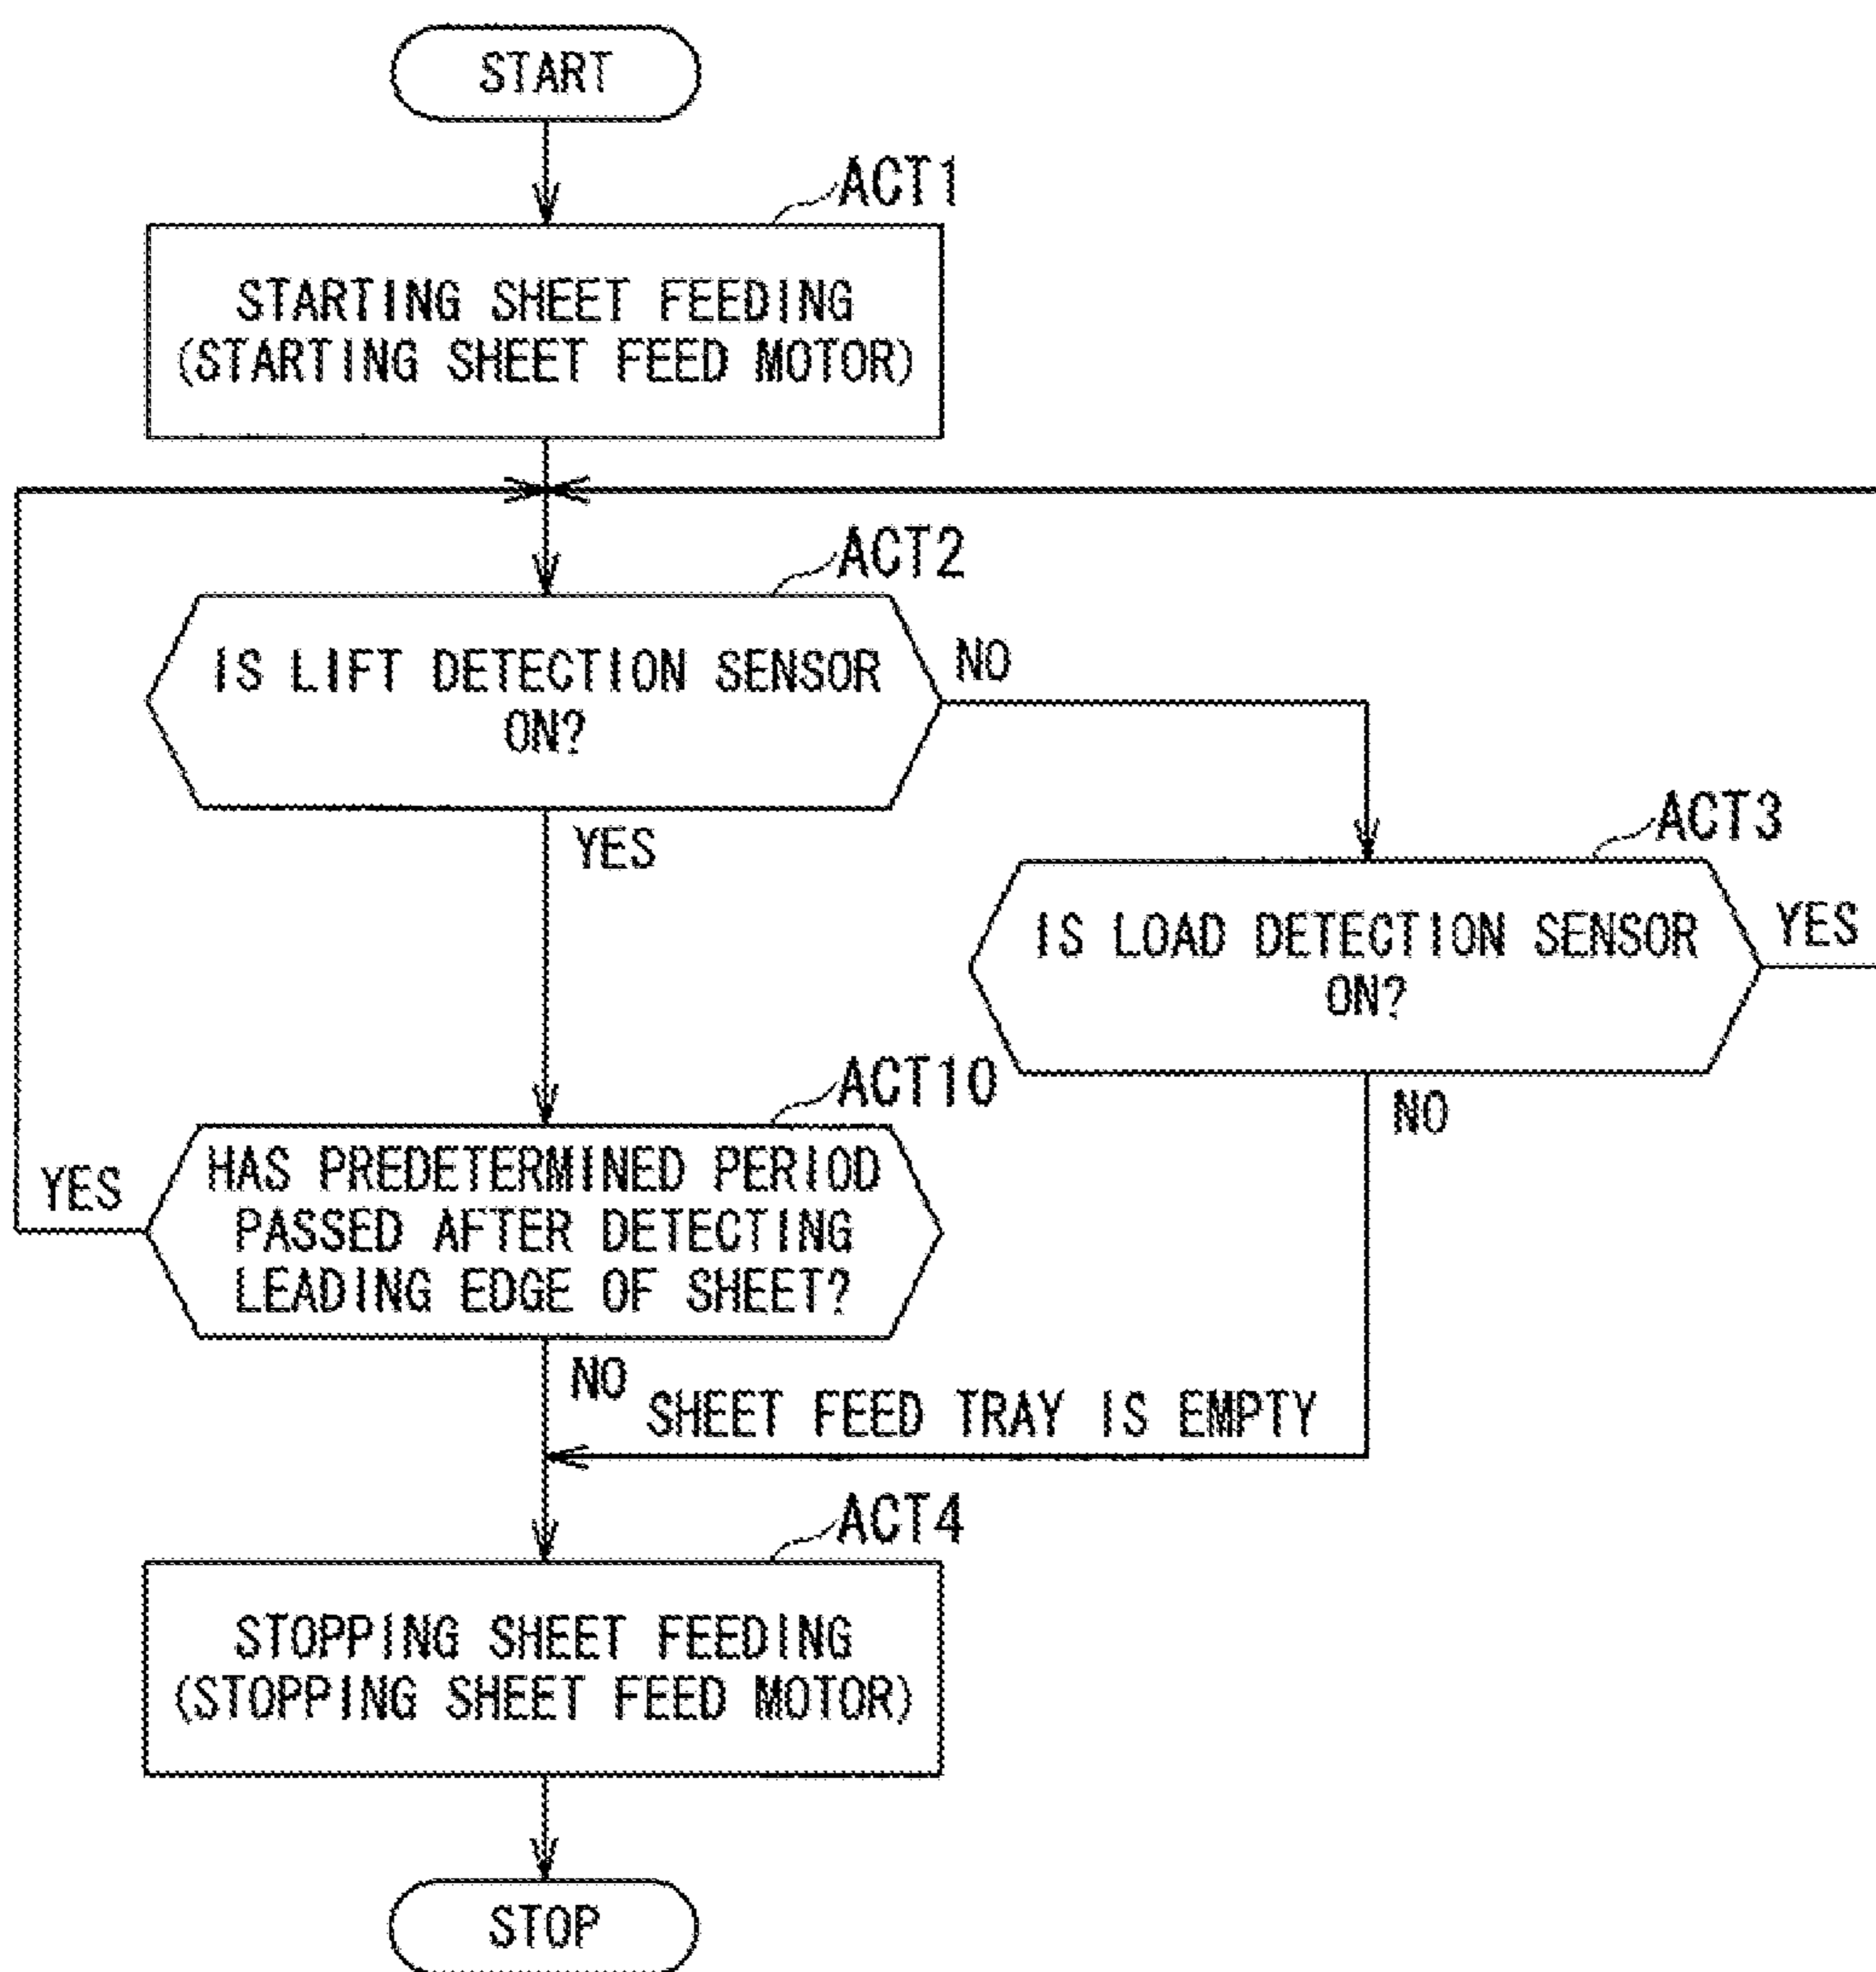 START
ACT1
STARTING SHEET FEEDING
(STARTING SHEET FEED MOTOR)
ACT2
IS LIFT DETECTION SENSOR
ON?
NO
YES
ACT3
IS LOAD DETECTION SENSOR
ON?
YES
NO
ACT10
HAS PREDETERMINED PERIOD
PASSED AFTER DETECTING
LEADING EDGE OF SHEET?
YES
NO
SHEET FEED TRAY IS EMPTY
ACT4
STOPPING SHEET FEEDING
(STOPPING SHEET FEED MOTOR)
STOP